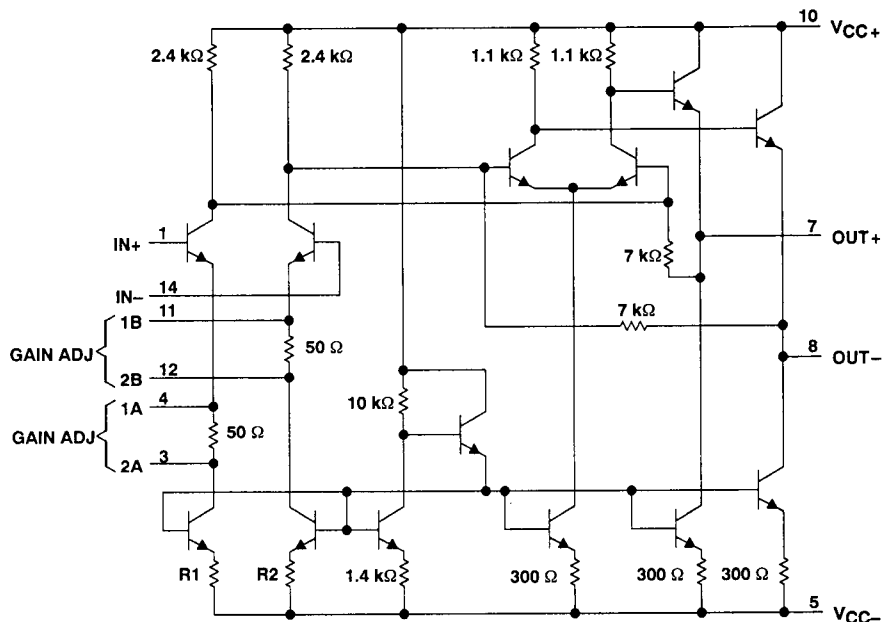 10 VCC+
2.4 kΩ 2.4 kΩ 1.1 kΩ 1.1 kΩ
1
IN+
7 OUT+
7 kΩ
14
IN−
7 kΩ
11
1B
GAIN ADJ
50 Ω
12
2B
8 OUT−
4
1A
10 kΩ
GAIN ADJ
50 Ω
3
2A
R1 R2 1.4 kΩ 300 Ω 300 Ω 300 Ω
5 VCC−